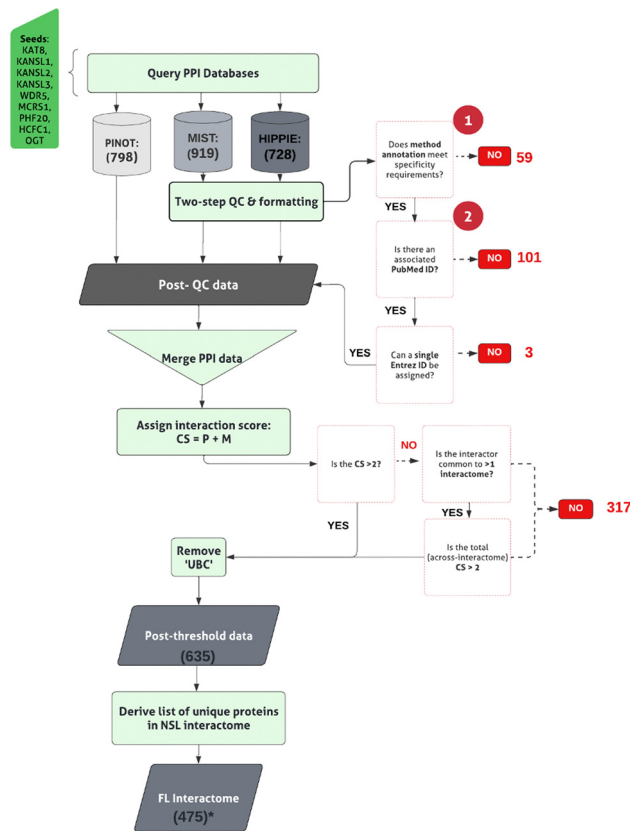 Seeds:
KAT8,
KANSL1,
KANSL2,
KANSL3,
WDR5,
MCRS1,
PHF20,
HCFC1,
OGT
Query PPI Databases
PINOT:
(798)
MIST:
(919)
HIPPIE:
(728)
Two-step QC & formatting
1
Does method
annotation meet
specificity
requirements?
NO
59
YES
2
Is there an
associated
PubMed ID?
NO
101
YES
Can a single
Entrez ID be
assigned?
NO
3
YES
Post- QC data
Merge PPI data
Assign interaction score:
CS = P + M
Is the CS >2?
NO
Is the interactor
common to >1
interactome?
NO
317
YES
YES
Is the total
(across-interactome)
CS > 2
Remove
'UBC'
Post-threshold data
(635)
Derive list of unique proteins
in NSL interactome
FL Interactome
(475)*